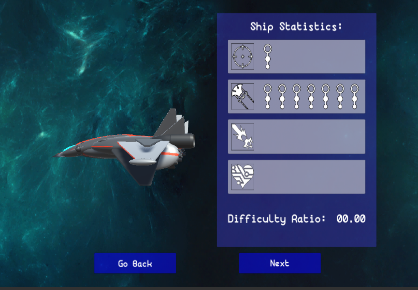 Ship Statistics:
Difficulty Ratio: 00.00
Go Back
Next